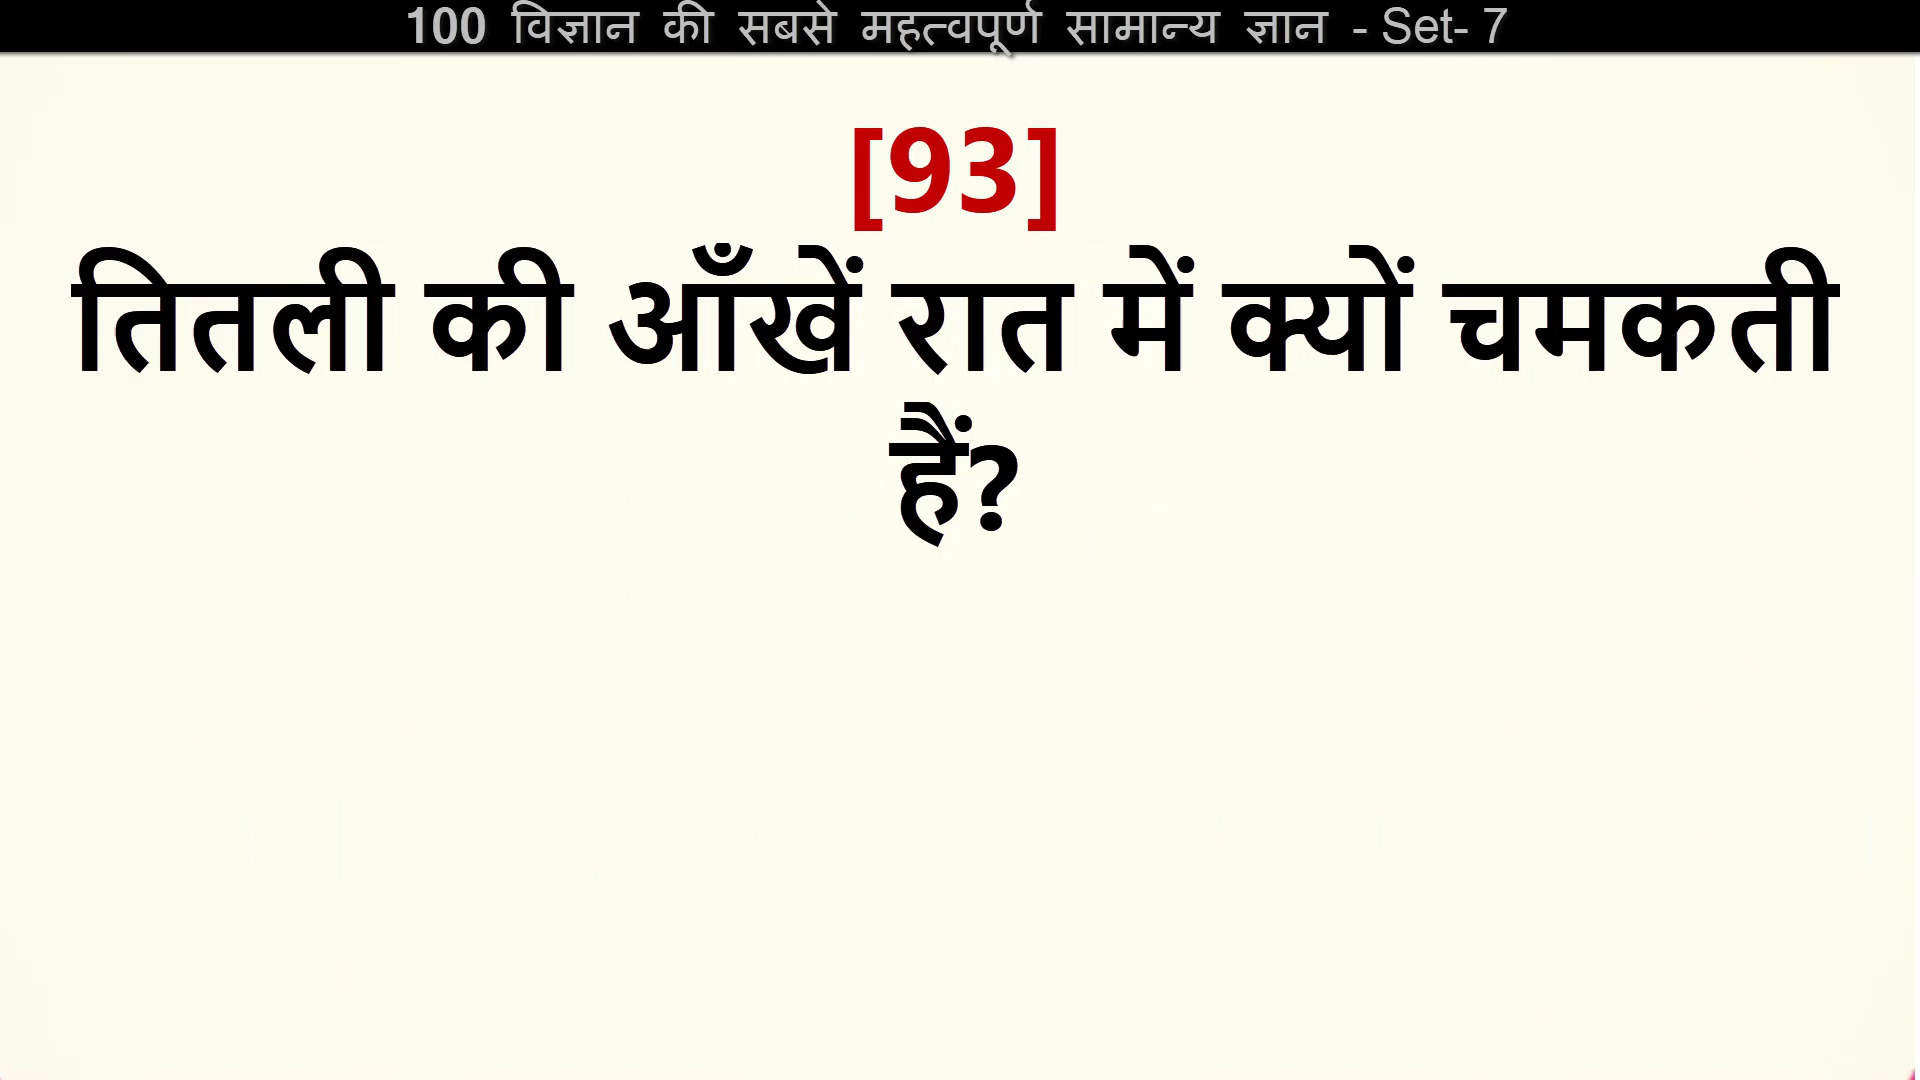 100 विज्ञान की सबसे महत्वपूर्ण सामान्य ज्ञान - Set- 7
[93]
तितली की आँखें रात में क्यों चमकती
हैं?